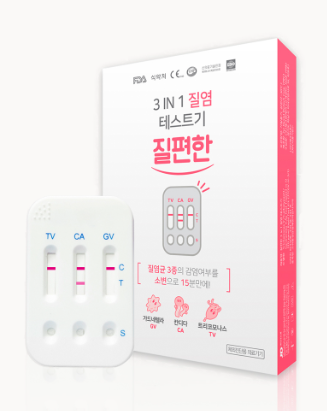 FDA 식약처 CE
3 IN 1 질염
테스트기
질편한
TV CA GV
C
T
S
질염균 3종의 감염여부를
소변으로 15분만에!
가드네렐라 칸디다 트리코모나스
GV CA TV
TV CA GV
C
T
S